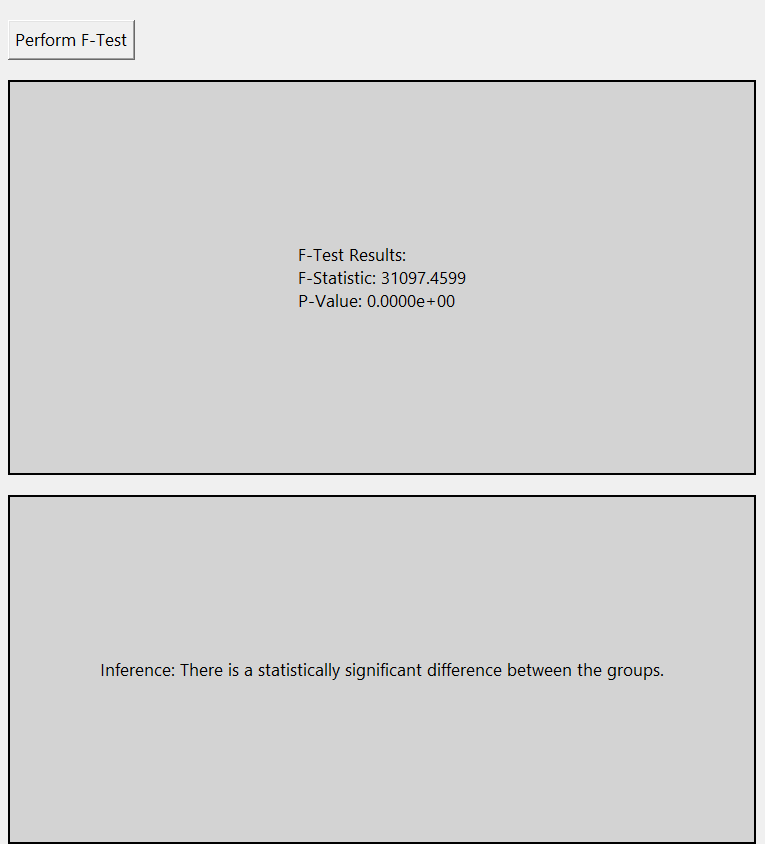 Perform F-Test
F-Test Results:
F-Statistic: 31097.4599
P-Value: 0.0000e+00
Inference: There is a statistically significant difference between the groups.